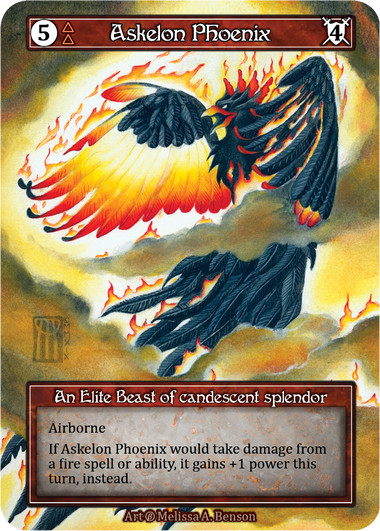 5 Askelon Phoenix 4
An Elite Beast of candescent splendor
Airborne
If Askelon Phoenix would take damage from
a fire spell or ability, it gains +1 power this
turn, instead.
Art @ Melissa A. Benson